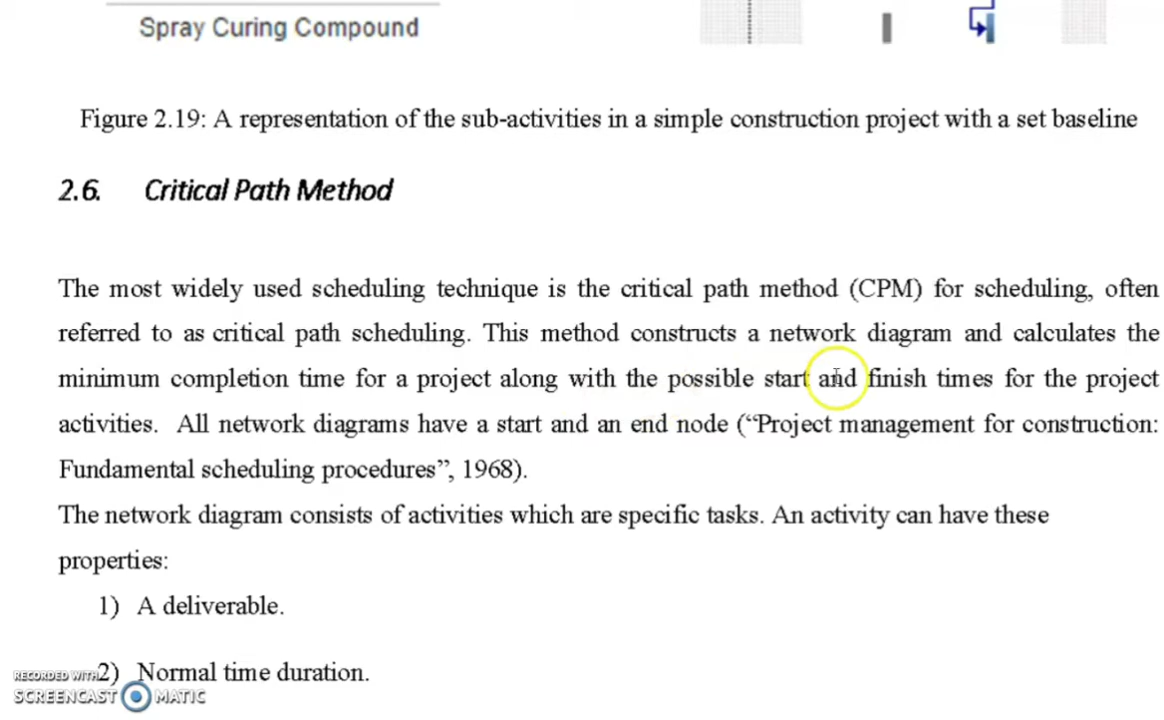 Spray Curing Compound
Figure 2.19: A representation of the sub-activities in a simple construction project with a set baseline
2.6. Critical Path Method
The most widely used scheduling technique is the critical path method (CPM) for scheduling, often
referred to as critical path scheduling. This method constructs a network diagram and calculates the
minimum completion time for a project along with the possible start and finish times for the project
activities. All network diagrams have a start and an end node (“Project management for construction:
Fundamental scheduling procedures”, 1968).
The network diagram consists of activities which are specific tasks. An activity can have these
properties:
1) A deliverable.
2) Normal time duration.
RECORDED WITH
SCREENCAST MATIC